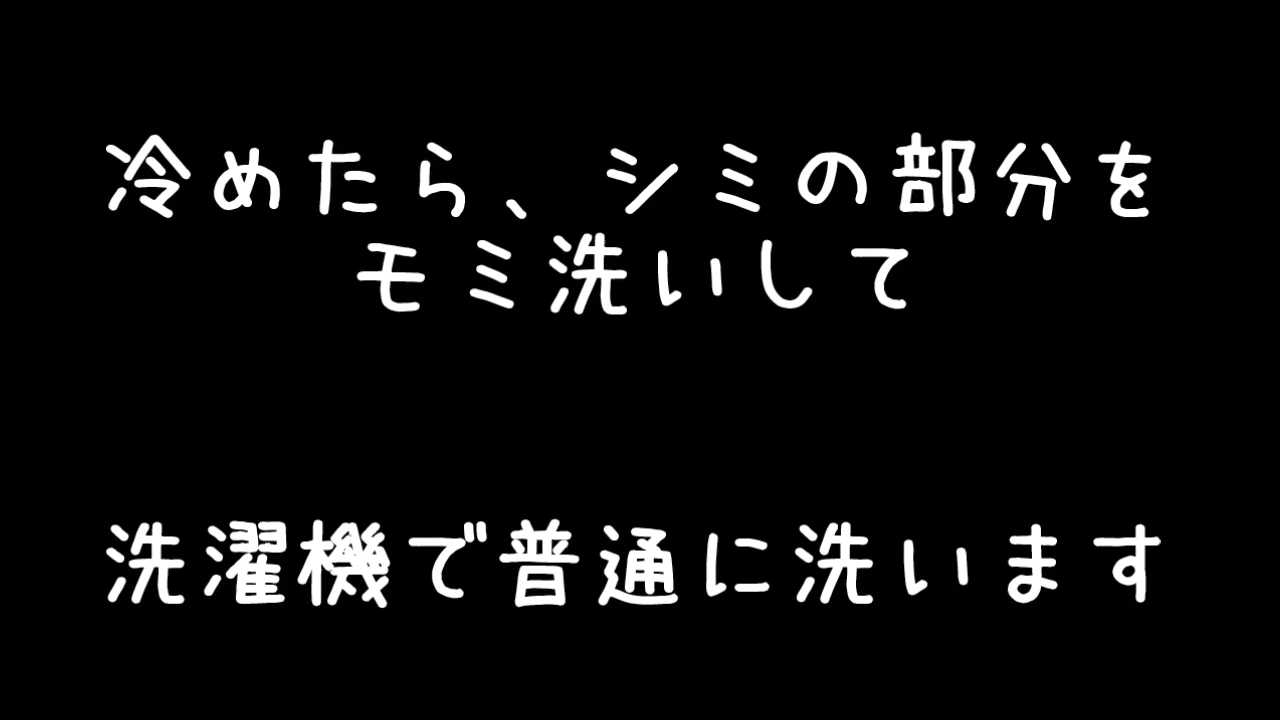 冷めたら、シミの部分を
モミ洗いして
洗濯機で普通に洗います